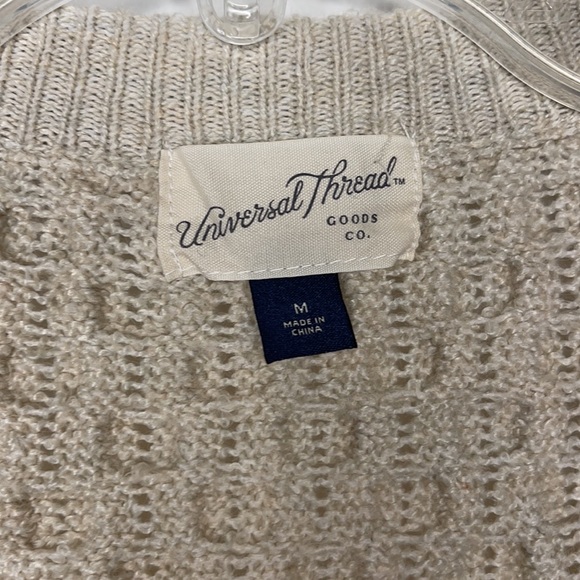 Universal Thread™
GOODS
CO.
M
MADE IN
CHINA